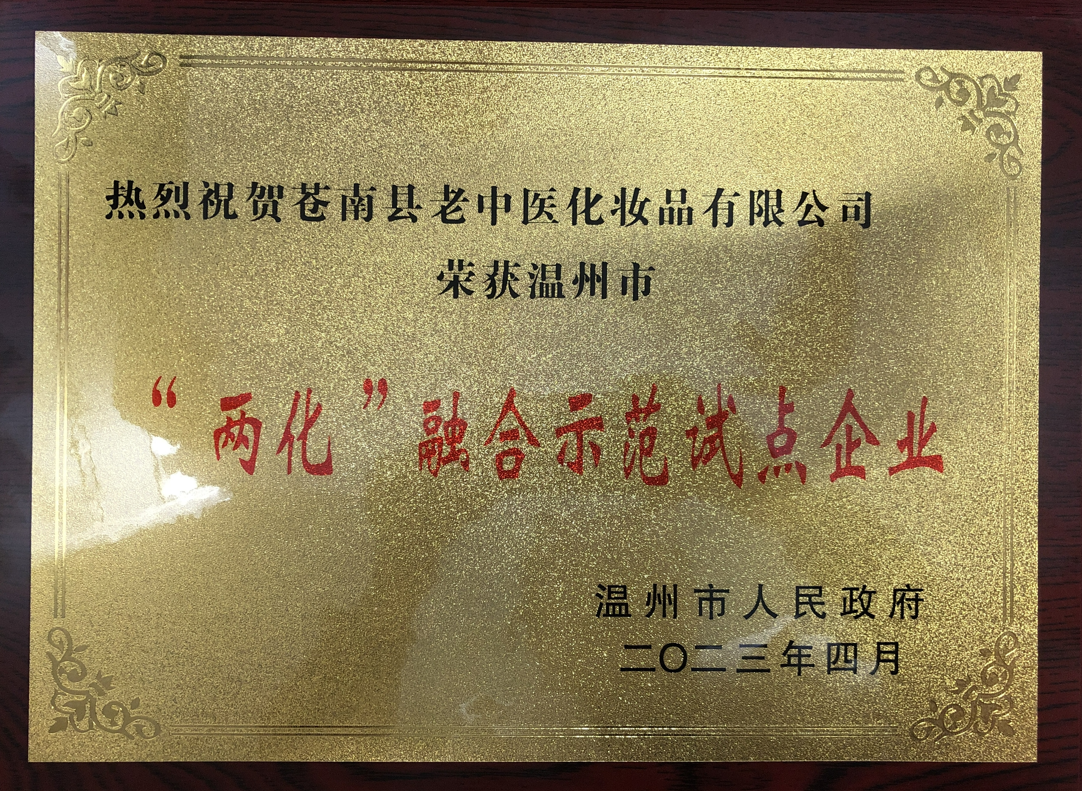 热烈祝贺苍南县老中医化妆品有限公司
荣获温州市
“两化”融合示范试点企业
温州市人民政府
二〇二三年四月